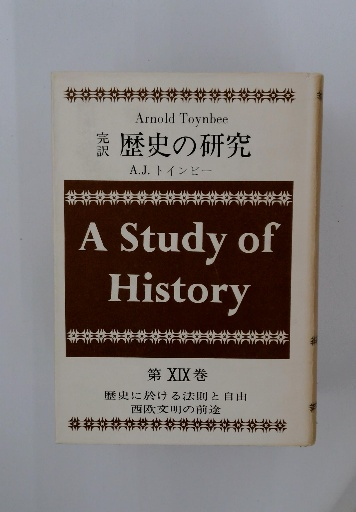 Arnold Toynbee
完訳 歴史の研究
A.J.トインビー
A Study of
History
第 XIX 巻
歴史に於ける法則と自由
西欧文明の前途